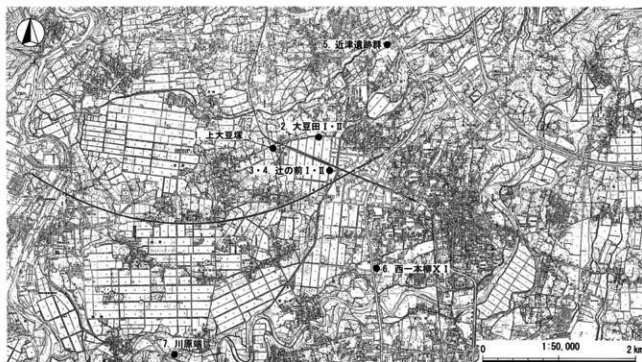 5. 近津遺跡群
2. 大豆田Ⅰ・Ⅱ
上大豆塚
3・4. 辻の前Ⅰ・Ⅱ
6. 西一本柳ⅩⅠ
7. 川原端
0 1:50,000 2 km